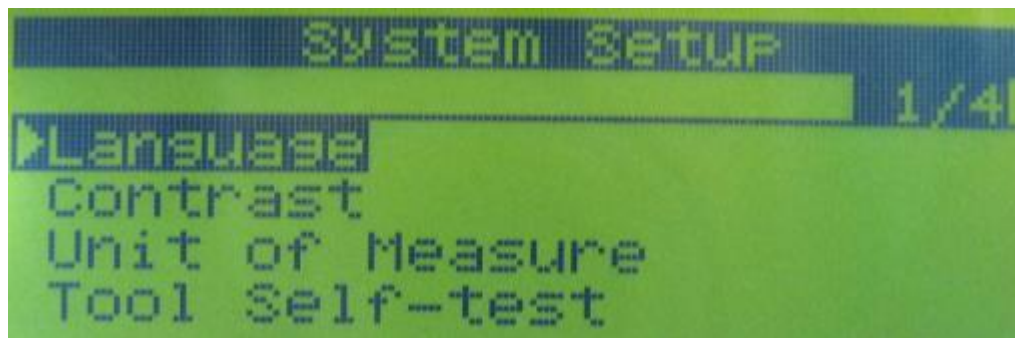 System Setup
1/4
Language
Contrast
Unit of Measure
Tool Self-test